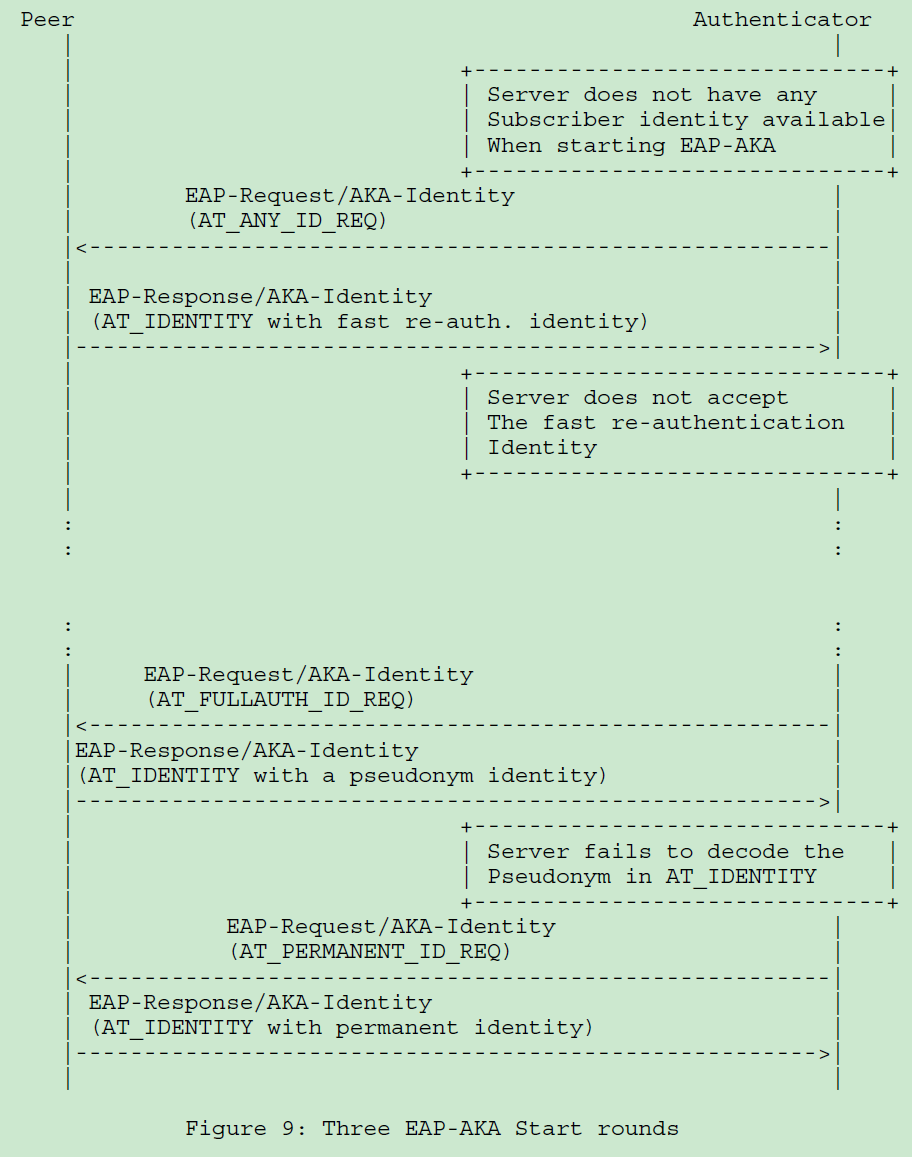 Peer Authenticator
Server does not have any
Subscriber identity available
When starting EAP-AKA
EAP-Request/AKA-Identity
(AT_ANY_ID_REQ)
EAP-Response/AKA-Identity
(AT_IDENTITY with fast re-auth. identity)
Server does not accept
The fast re-authentication
Identity
: :
: :
: :
: :
EAP-Request/AKA-Identity
(AT_FULLAUTH_ID_REQ)
EAP-Response/AKA-Identity
(AT_IDENTITY with a pseudonym identity)
Server fails to decode the
Pseudonym in AT_IDENTITY
EAP-Request/AKA-Identity
(AT_PERMANENT_ID_REQ)
EAP-Response/AKA-Identity
(AT_IDENTITY with permanent identity)
Figure 9: Three EAP-AKA Start rounds